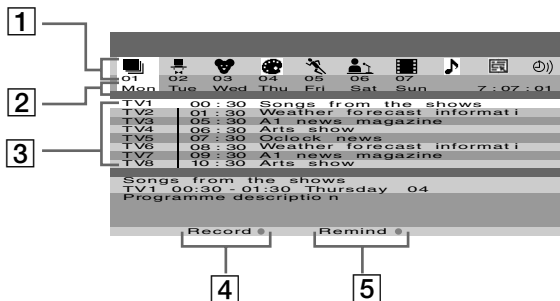 1
01 02 03 04 05 06 07
2
Mon Tue Wed Thu Fri Sat Sun 7 : 07 : 01
TV1 00 : 30 Songs from the shows
TV2 01 : 30 Weather forecast informati
TV3 05 : 30 A1 news magazine
TV4 06 : 30 Arts show
3
TV5 07 : 30 Oclock news
TV6 08 : 30 Weather forecast informati
TV7 09 : 30 A1 news magazine
TV8 10 : 30 Arts show
Songs from the shows
TV1 00:30 - 01:30 Thursday 04
Programme descriptio n
Record Remind
4 5